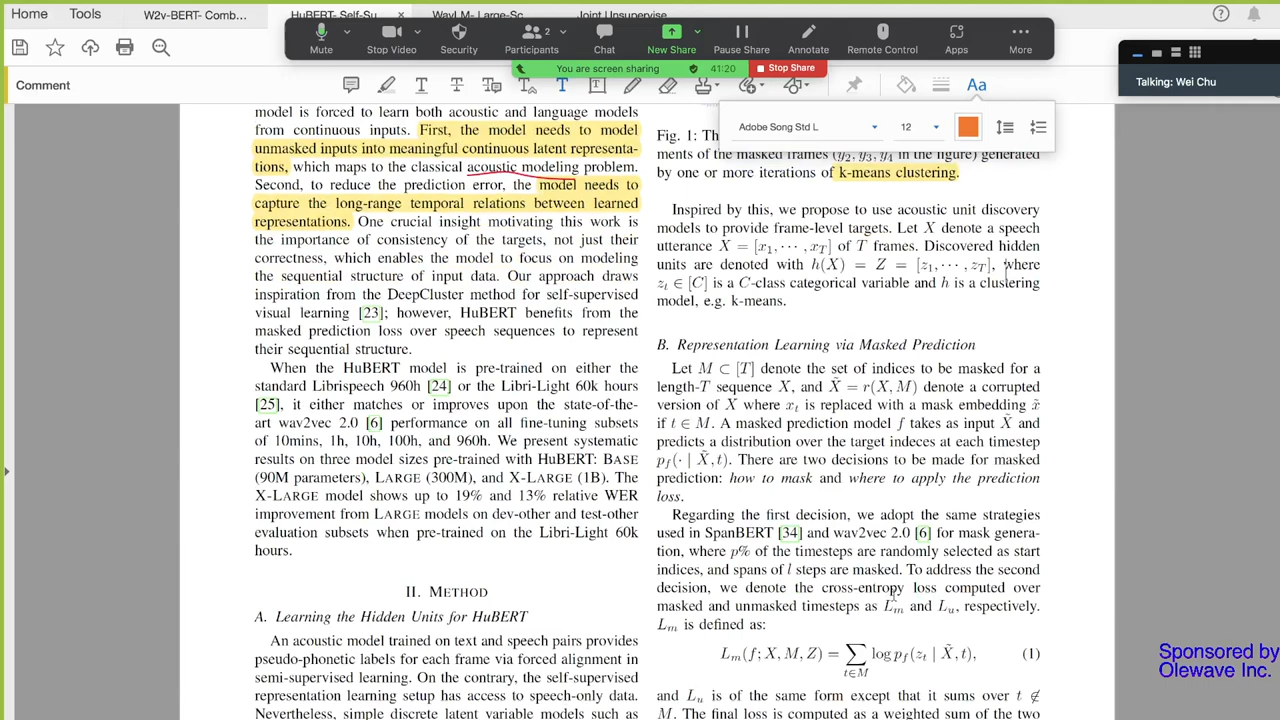 Home
Tools
W2v-BERT- Comb...
HuBERT- Self-Su...
WavLM- Large-Sc...
Joint Unsupervise...
Mute
Stop Video
Security
Participants
2
Chat
New Share
Pause Share
Annotate
Remote Control
Apps
More
You are screen sharing
41:20
Stop Share
Talking: Wei Chu
Comment
Aa
Adobe Song Std L
12
model is forced to learn both acoustic and language models
from continuous inputs. First, the model needs to model
unmasked inputs into meaningful continuous latent representa-
tions, which maps to the classical acoustic modeling problem.
Second, to reduce the prediction error, the model needs to
capture the long-range temporal relations between learned
representations. One crucial insight motivating this work is
the importance of consistency of the targets, not just their
correctness, which enables the model to focus on modeling
the sequential structure of input data. Our approach draws
inspiration from the DeepCluster method for self-supervised
visual learning [23]; however, HuBERT benefits from the
masked prediction loss over speech sequences to represent
their sequential structure.
When the HuBERT model is pre-trained on either the
standard Librispeech 960h [24] or the Libri-Light 60k hours
[25], it either matches or improves upon the state-of-the-
art wav2vec 2.0 [6] performance on all fine-tuning subsets
of 10mins, 1h, 10h, 100h, and 960h. We present systematic
results on three model sizes pre-trained with HuBERT: BASE
(90M parameters), LARGE (300M), and X-LARGE (1B). The
X-LARGE model shows up to 19% and 13% relative WER
improvement from LARGE models on dev-other and test-other
evaluation subsets when pre-trained on the Libri-Light 60k
hours.
II. METHOD
A. Learning the Hidden Units for HuBERT
An acoustic model trained on text and speech pairs provides
pseudo-phonetic labels for each frame via forced alignment in
semi-supervised learning. On the contrary, the self-supervised
representation learning setup has access to speech-only data.
Nevertheless, simple discrete latent variable models such as
Fig. 1: Th
ments of the masked frames (y₂, y₃, y₄ in the figure) generated
by one or more iterations of k-means clustering.
Inspired by this, we propose to use acoustic unit discovery
models to provide frame-level targets. Let X denote a speech
utterance X = [x₁, ⋯ , x_T] of T frames. Discovered hidden
units are denoted with h(X) = Z = [z₁, ⋯ , z_T], where
z_t ∈ [C] is a C-class categorical variable and h is a clustering
model, e.g. k-means.
B. Representation Learning via Masked Prediction
Let M ⊂ [T] denote the set of indices to be masked for a
length-T sequence X, and X̃ = r(X, M) denote a corrupted
version of X where x_t is replaced with a mask embedding x̃
if t ∈ M. A masked prediction model f takes as input X̃ and
predicts a distribution over the target indeces at each timestep
p_f(· | X̃, t). There are two decisions to be made for masked
prediction: how to mask and where to apply the prediction
loss.
Regarding the first decision, we adopt the same strategies
used in SpanBERT [34] and wav2vec 2.0 [6] for mask genera-
tion, where p% of the timesteps are randomly selected as start
indices, and spans of l steps are masked. To address the second
decision, we denote the cross-entropy loss computed over
masked and unmasked timesteps as L_m and L_u, respectively.
L_m is defined as:
L_m(f; X, M, Z) = ∑_{t∈M} log p_f(z_t | X̃, t), (1)
and L_u is of the same form except that it sums over t ∉
M. The final loss is computed as a weighted sum of the two
Sponsored by
Olewave Inc.